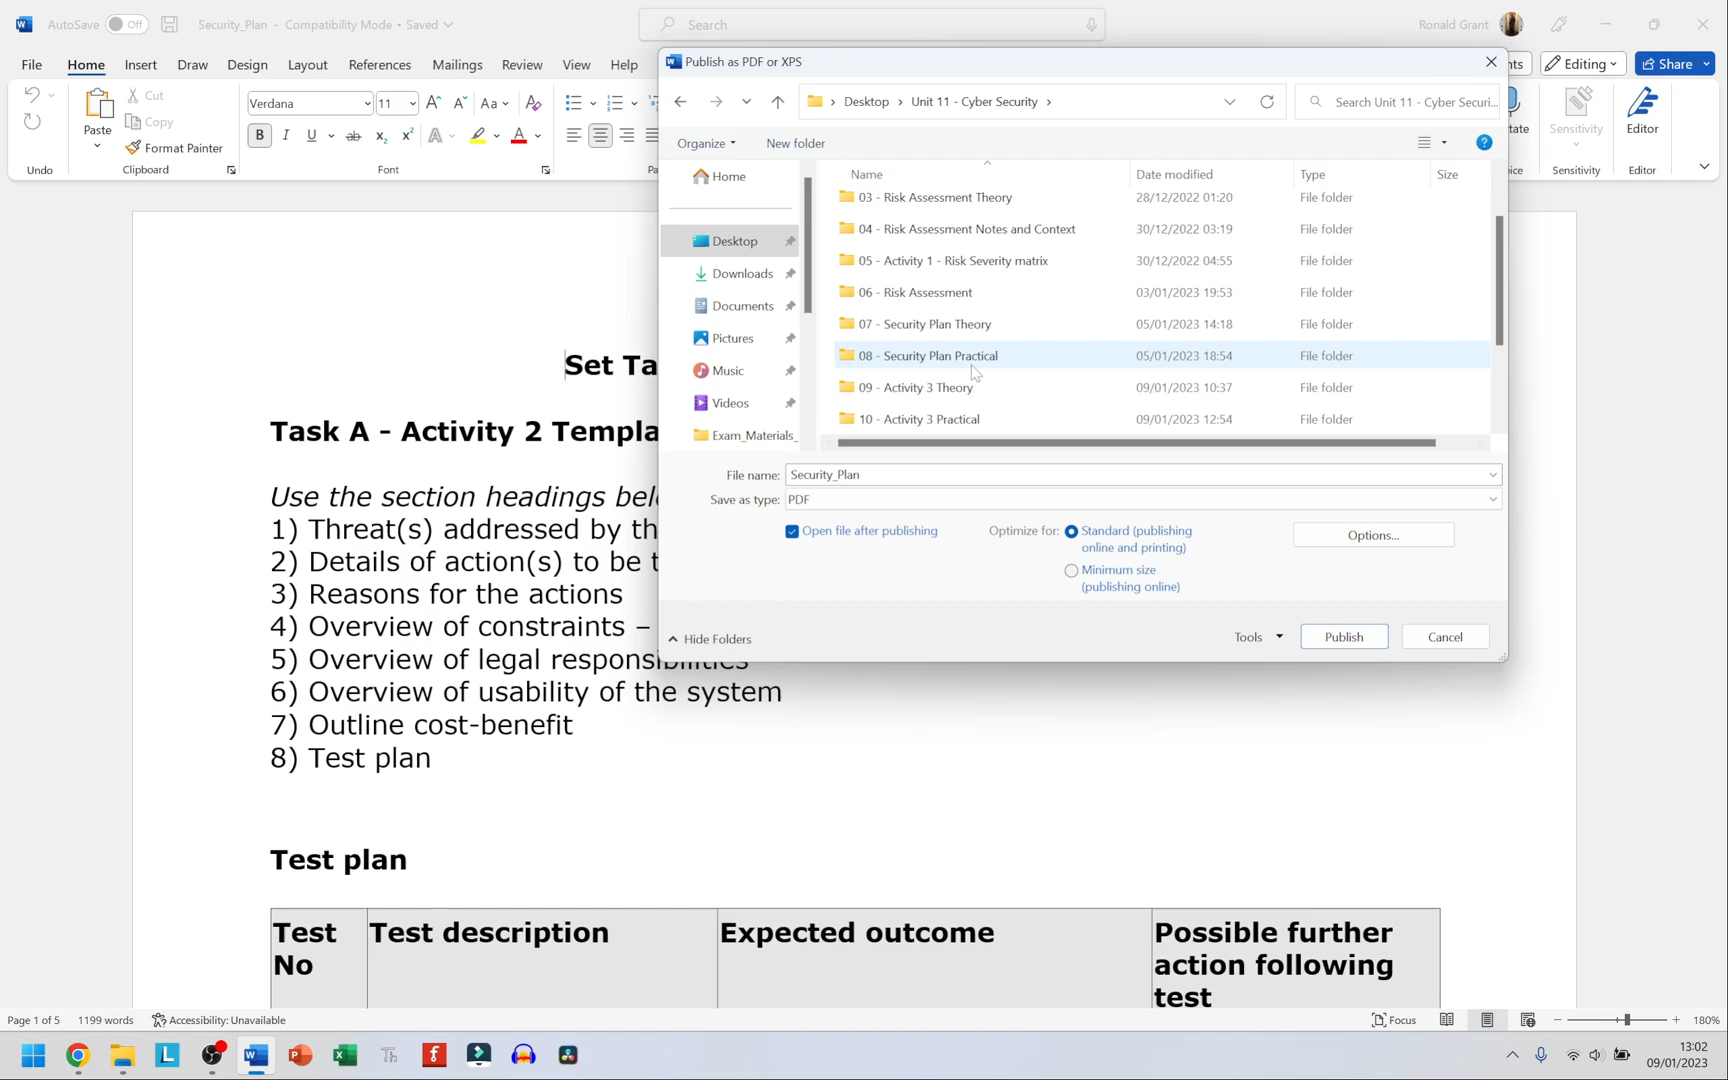 AutoSave Off Security_Plan - Compatibility Mode • Saved Search Ronald Grant
File Home Insert Draw Design Layout References Mailings Review View Help Editing Share
Paste Cut Copy Format Painter
Verdana 11 Aa
B I U ab x₂ x² A A
Sensitivity Editor
Undo Clipboard Font Sensitivity Editor
Publish as PDF or XPS
Desktop Unit 11 - Cyber Security Search Unit 11 - Cyber Securi...
Organize New folder
Home
Desktop
Downloads
Documents
Pictures
Music
Videos
Exam_Materials_
Name Date modified Type Size
03 - Risk Assessment Theory 28/12/2022 01:20 File folder
04 - Risk Assessment Notes and Context 30/12/2022 03:19 File folder
05 - Activity 1 - Risk Severity matrix 30/12/2022 04:55 File folder
06 - Risk Assessment 03/01/2023 19:53 File folder
07 - Security Plan Theory 05/01/2023 14:18 File folder
08 - Security Plan Practical 05/01/2023 18:54 File folder
09 - Activity 3 Theory 09/01/2023 10:37 File folder
10 - Activity 3 Practical 09/01/2023 12:54 File folder
File name: Security_Plan
Save as type: PDF
Open file after publishing
Optimize for: Standard (publishing
online and printing)
Minimum size
(publishing online)
Options...
Hide Folders Tools Publish Cancel
Set Ta
Task A - Activity 2 Templa
Use the section headings bel
1) Threat(s) addressed by th
2) Details of action(s) to be t
3) Reasons for the actions
4) Overview of constraints –
5) Overview of legal responsibilities
6) Overview of usability of the system
7) Outline cost-benefit
8) Test plan
Test plan
Test
No
Test description
Expected outcome
Possible further
action following
test
Page 1 of 5 1199 words Accessibility: Unavailable Focus 180%
13:02
09/01/2023